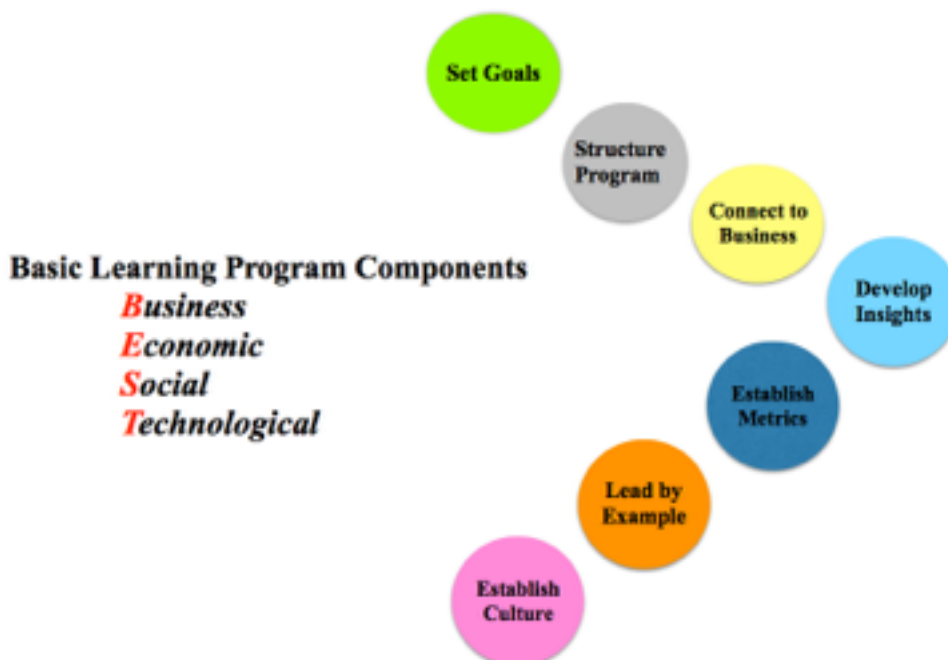 Set Goals
Structure
Program
Connect to
Business
Develop
Insights
Basic Learning Program Components
Business
Economic
Social
Technological
Establish
Metrics
Lead by
Example
Establish
Culture